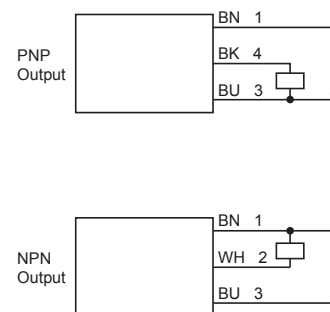 BN 1
PNP
Output
BK 4
BU 3
BN 1
NPN
Output
WH 2
BU 3